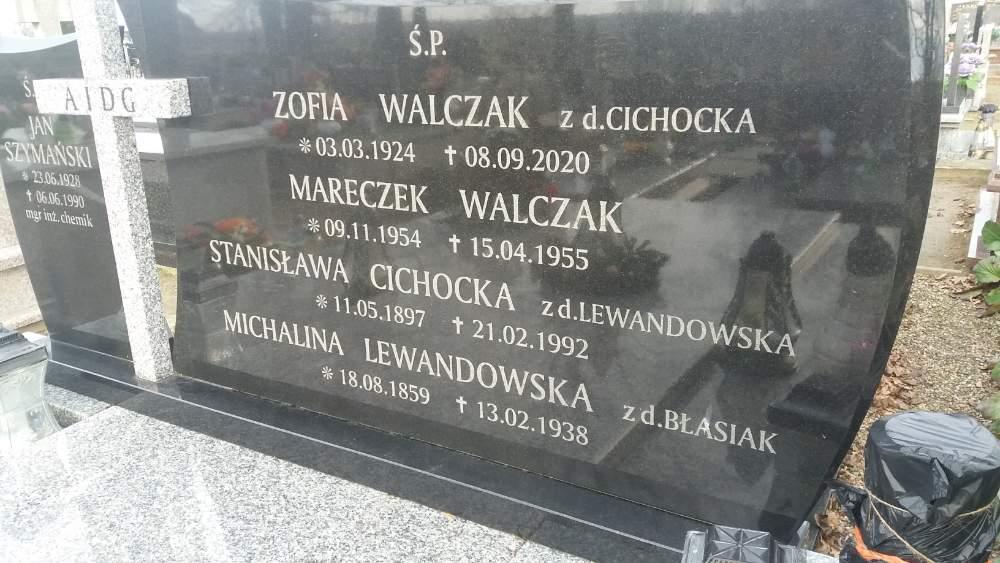 Ś.P.
ZOFIA WALCZAK z d.CICHOCKA
* 03.03.1924 † 08.09.2020
MARECZEK WALCZAK
* 09.11.1954 † 15.04.1955
STANISŁAWA CICHOCKA z d.LEWANDOWSKA
* 11.05.1897 † 21.02.1992
MICHALINA LEWANDOWSKA z d.BŁASIAK
* 18.08.1859 † 13.02.1938
AIDG
JAN
SZYMAŃSKI
* 23.06.1928
† 06.06.1990
mgr inż.chemik